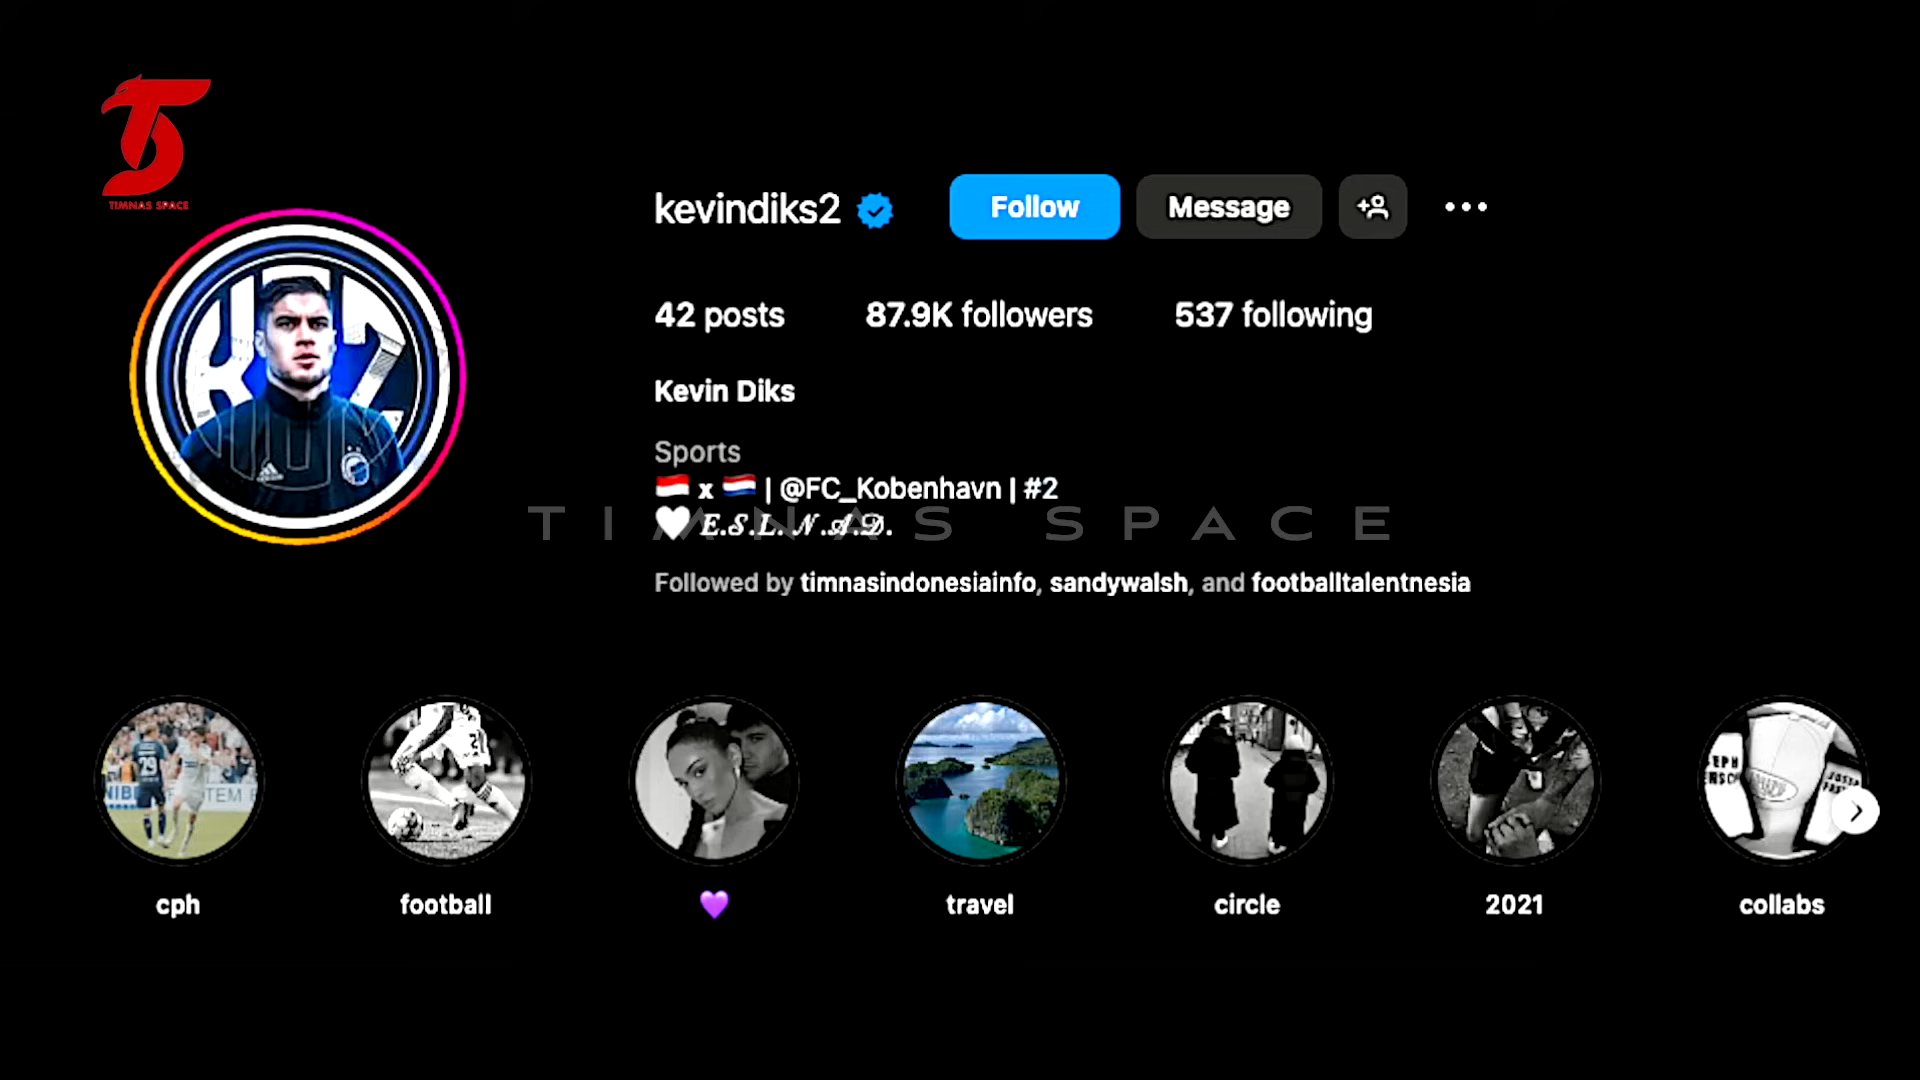 TIMNAS SPACE
kevindiks2
Follow
Message
42 posts
87.9K followers
537 following
Kevin Diks
Sports
🇮🇩 x 🇳🇱 | @FC_Kobenhavn | #2
🤍 E.S.L. N.A.D.
TIMNAS SPACE
Followed by timnasindonesiainfo, sandywalsh, and footballtalentnesia
29
cph
football
💜
travel
circle
2021
collabs